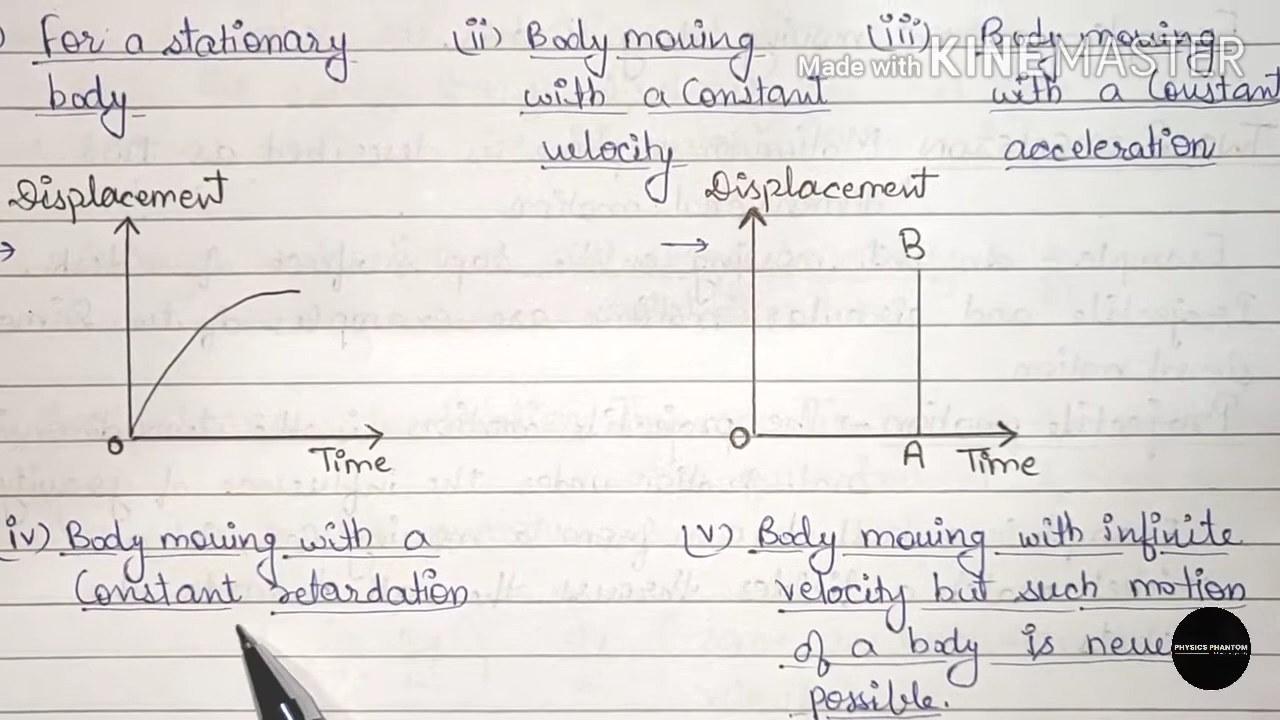 ) For a stationary
body
(ii) Body moving
with a constant
velocity
(iii) Body moving
with a constant
acceleration
Made with KINEMASTER
Displacement
O
Time
Displacement
B
O
A
Time
iv) Body moving with a
Constant retardation
(v) Body moving with infinite
velocity but such motion
of a body is
possible.
PHYSICS PHANTOM